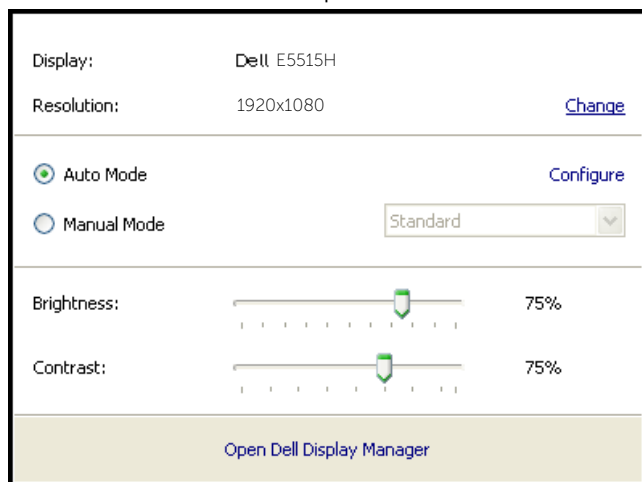 Display: Dell E5515H
Resolution: 1920x1080 Change
Auto Mode Configure
Manual Mode Standard
Brightness: 75%
Contrast: 75%
Open Dell Display Manager